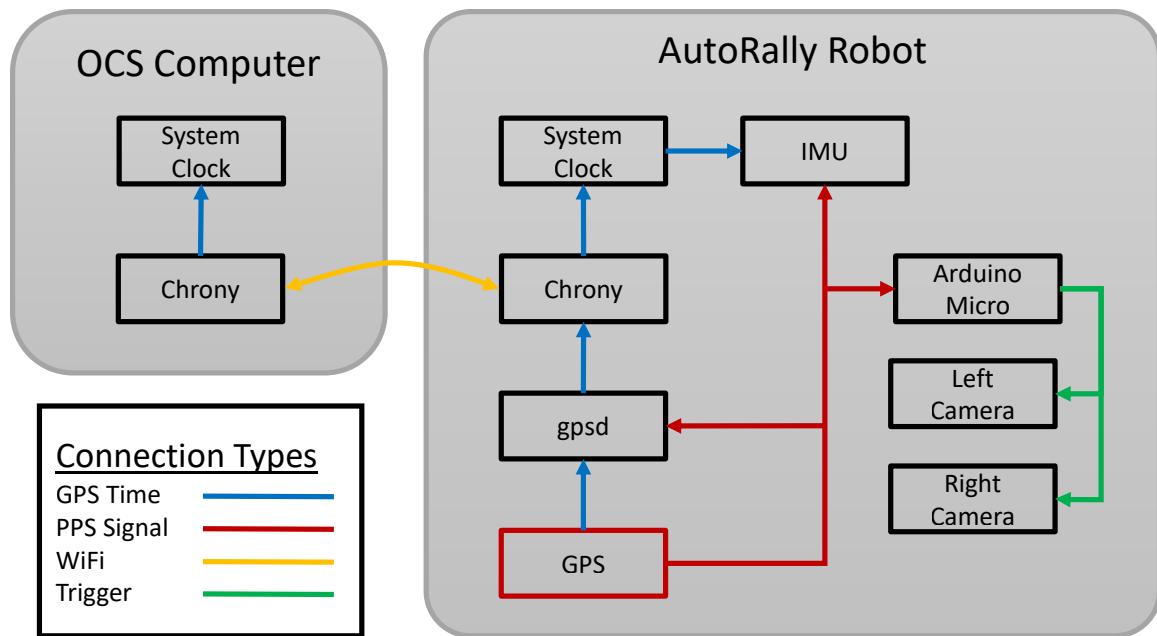 OCS Computer
System
Clock
Chrony
AutoRally Robot
System
Clock
IMU
Chrony
Arduino
Micro
gpsd
Left
Camera
Right
Camera
GPS
Connection Types
GPS Time
PPS Signal
WiFi
Trigger